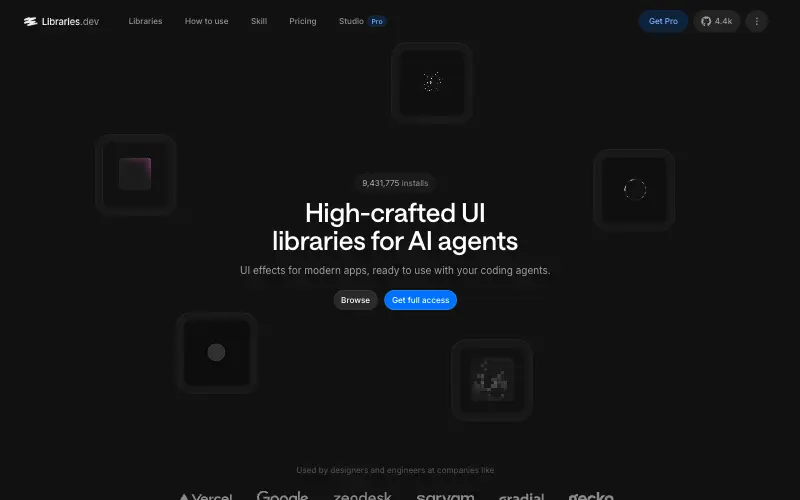 Libraries.dev
Libraries
How to use
Skill
Pricing
Studio Pro
Get Pro
4.4k
9,431,775 installs
High-crafted UI
libraries for AI agents
UI effects for modern apps, ready to use with your coding agents.
Browse
Get full access
Used by designers and engineers at companies like
Vercel
Google
zendesk
sarvam
gradial
gecko